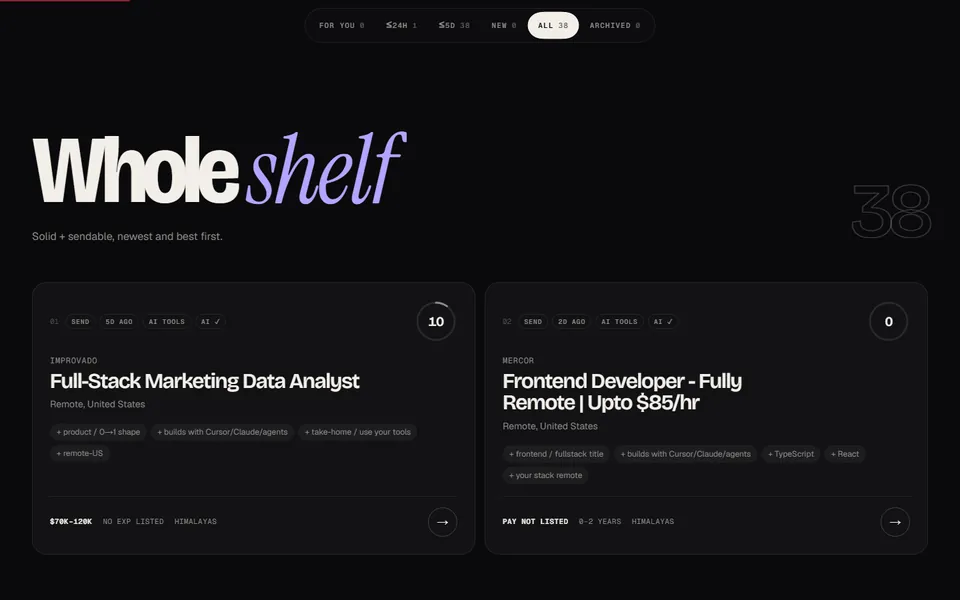 FOR YOU 0 ≤24H 1 ≤5D 38 NEW 0 ALL 38 ARCHIVED 0
Whole shelf
38
Solid + sendable, newest and best first.
01 SEND 5D AGO AI TOOLS AI ✓ 10
IMPROVADO
Full-Stack Marketing Data Analyst
Remote, United States
+ product / 0→1 shape + builds with Cursor/Claude/agents + take-home / use your tools
+ remote-US
$70K–120K NO EXP LISTED HIMALAYAS →
02 SEND 2D AGO AI TOOLS AI ✓ 0
MERCOR
Frontend Developer - Fully
Remote | Upto $85/hr
Remote, United States
+ frontend / fullstack title + builds with Cursor/Claude/agents + TypeScript + React
+ your stack remote
PAY NOT LISTED 0–2 YEARS HIMALAYAS →